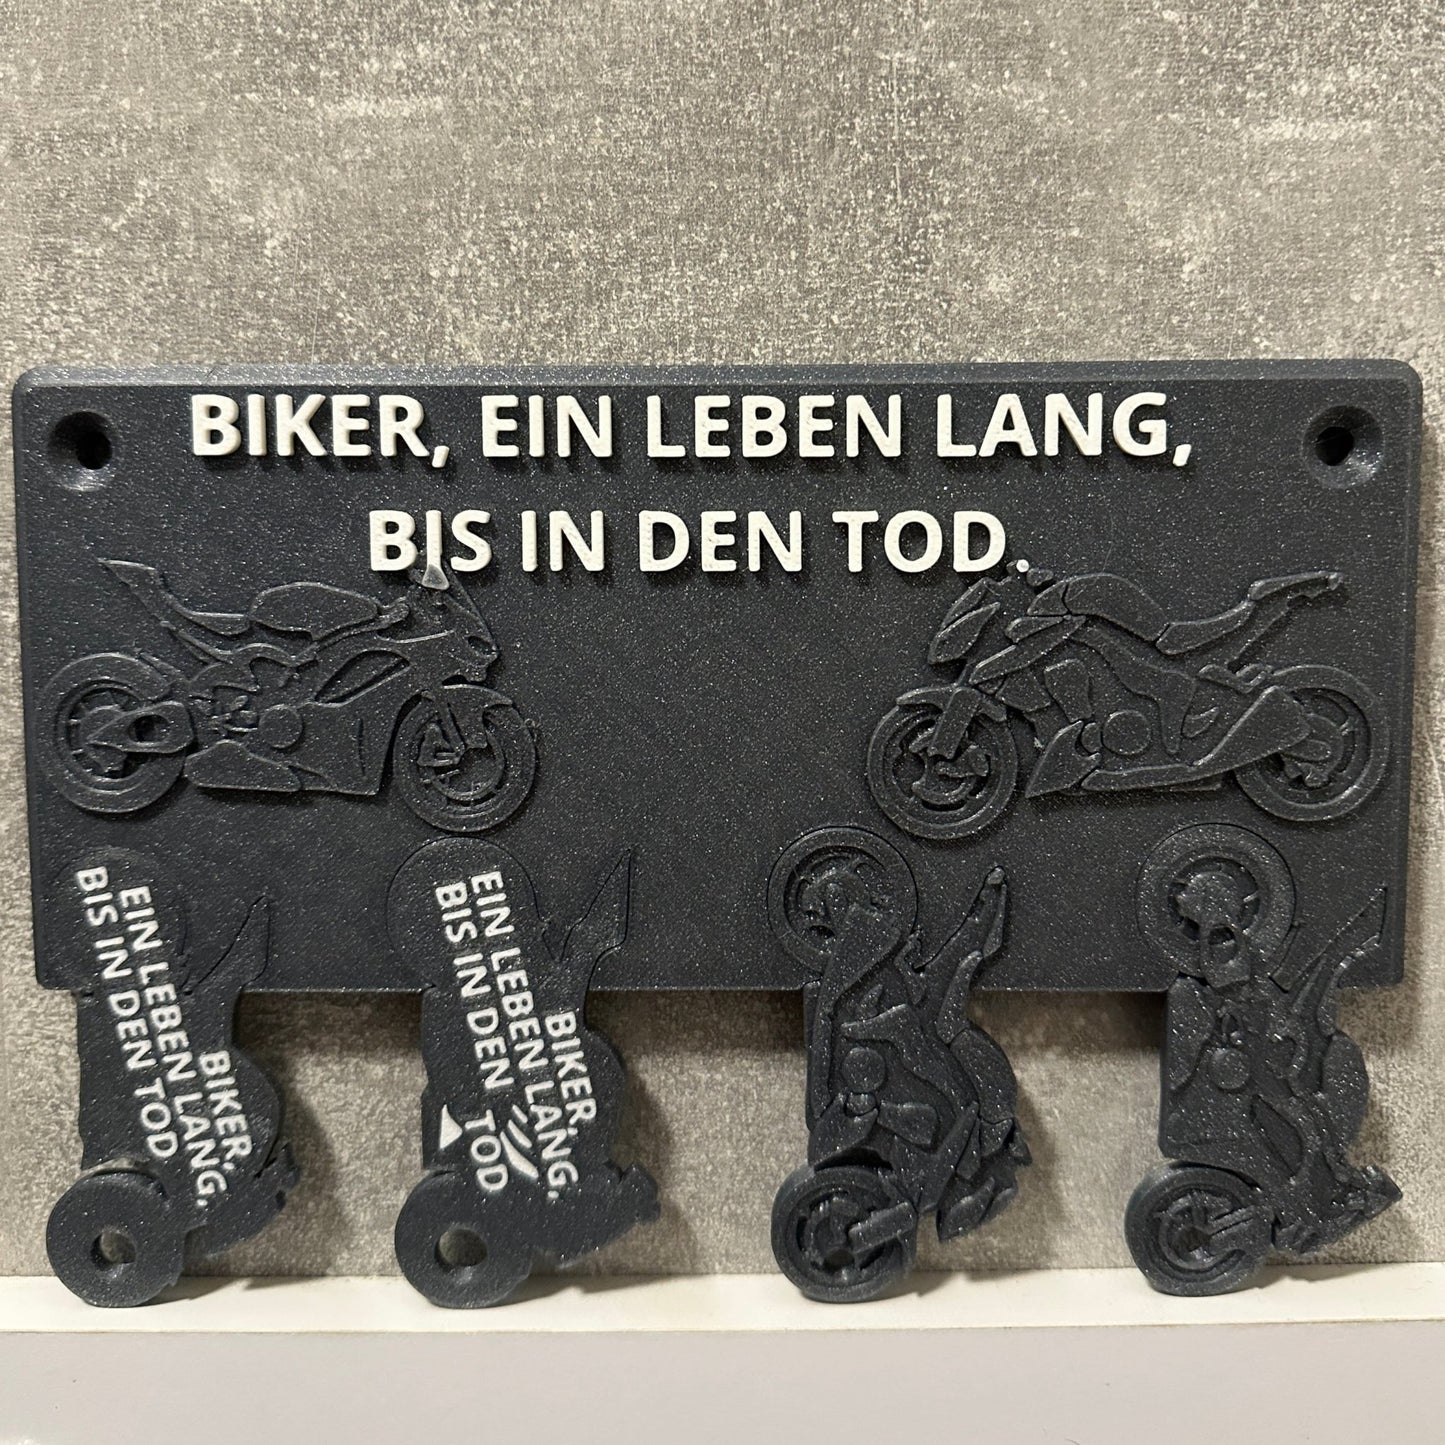 BIKER, EIN LEBEN LANG,
BIS IN DEN TOD.
BIKER,
EIN LEBEN LANG,
BIS IN DEN TOD
BIKER,
EIN LEBEN LANG,
BIS IN DEN TOD